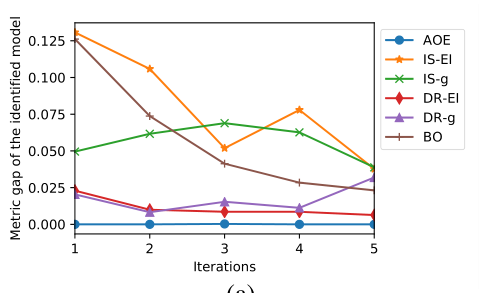 Metric gap of the identified model
0.125
0.100
0.075
0.050
0.025
0.000
1 2 3 4 5
Iterations
AOE
IS-EI
IS-g
DR-EI
DR-g
BO